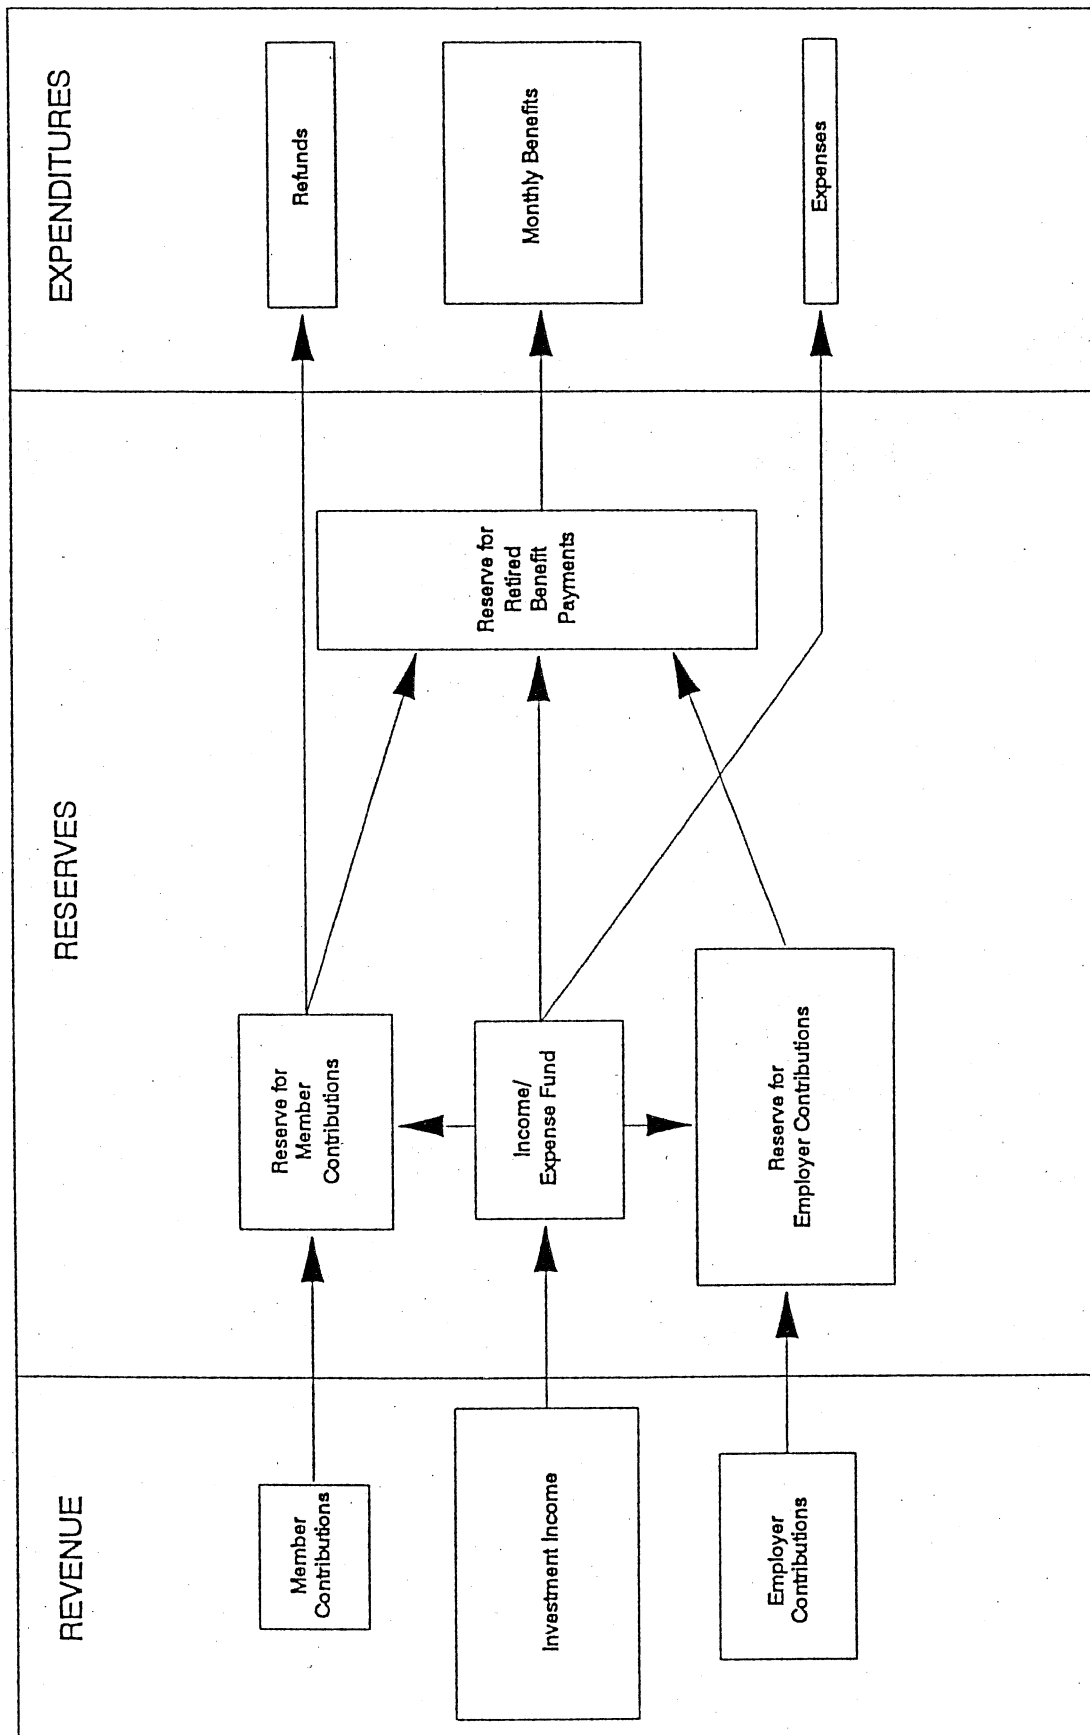 REVENUE
RESERVES
EXPENDITURES
Member
Contributions
Reserve for
Member
Contributions
Refunds
Investment Income
Income/
Expense Fund
Reserve for
Retired
Benefit
Payments
Monthly Benefits
Employer
Contributions
Reserve for
Employer Contributions
Expenses